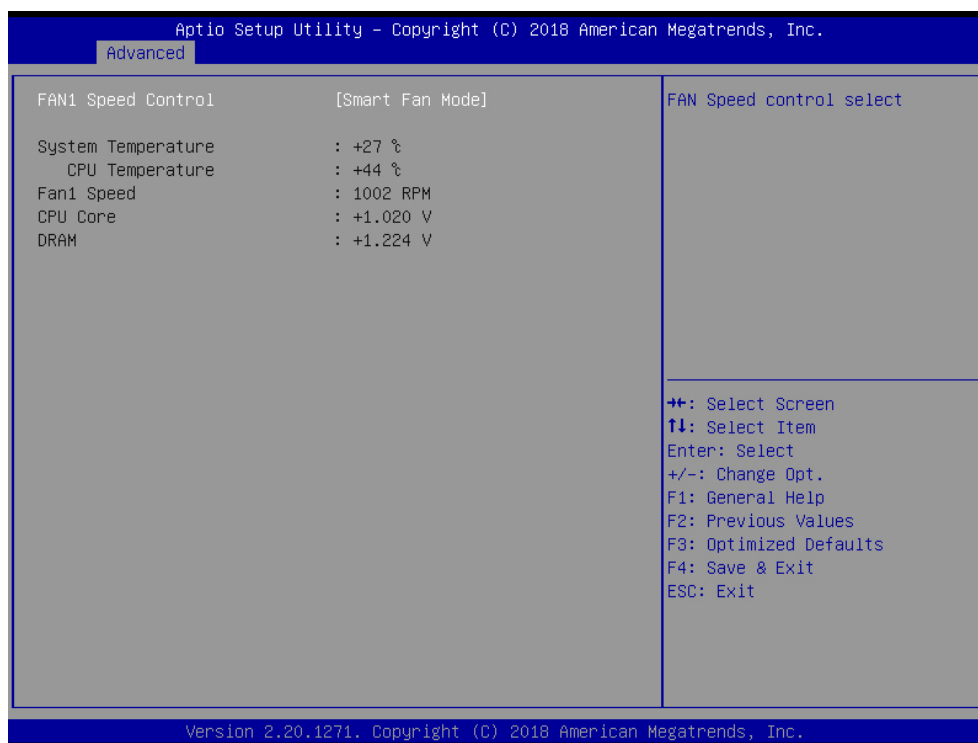 Aptio Setup Utility – Copyright (C) 2018 American Megatrends, Inc.
Advanced
FAN1 Speed Control [Smart Fan Mode]
System Temperature : +27 ℃
CPU Temperature : +44 ℃
Fan1 Speed : 1002 RPM
CPU Core : +1.020 V
DRAM : +1.224 V
FAN Speed control select
→←: Select Screen
↑↓: Select Item
Enter: Select
+/-: Change Opt.
F1: General Help
F2: Previous Values
F3: Optimized Defaults
F4: Save & Exit
ESC: Exit
Version 2.20.1271. Copyright (C) 2018 American Megatrends, Inc.